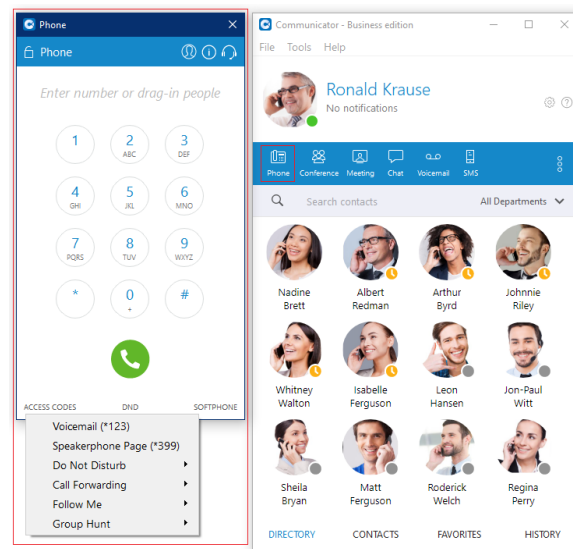 Phone
Phone
Enter number or drag-in people
1
2
ABC
3
DEF
4
GHI
5
JKL
6
MNO
7
PQRS
8
TUV
9
WXYZ
*
0
+
#
ACCESS CODES DND SOFTPHONE
Voicemail (*123)
Speakerphone Page (*399)
Do Not Disturb
Call Forwarding
Follow Me
Group Hunt
Communicator - Business edition
File Tools Help
Ronald Krause
No notifications
Phone Conference Meeting Chat Voicemail SMS
Search contacts All Departments
Nadine
Brett
Albert
Redman
Arthur
Byrd
Johnnie
Riley
Whitney
Walton
Isabelle
Ferguson
Leon
Hansen
Jon-Paul
Witt
Sheila
Bryan
Matt
Ferguson
Roderick
Welch
Regina
Perry
DIRECTORY CONTACTS FAVORITES HISTORY